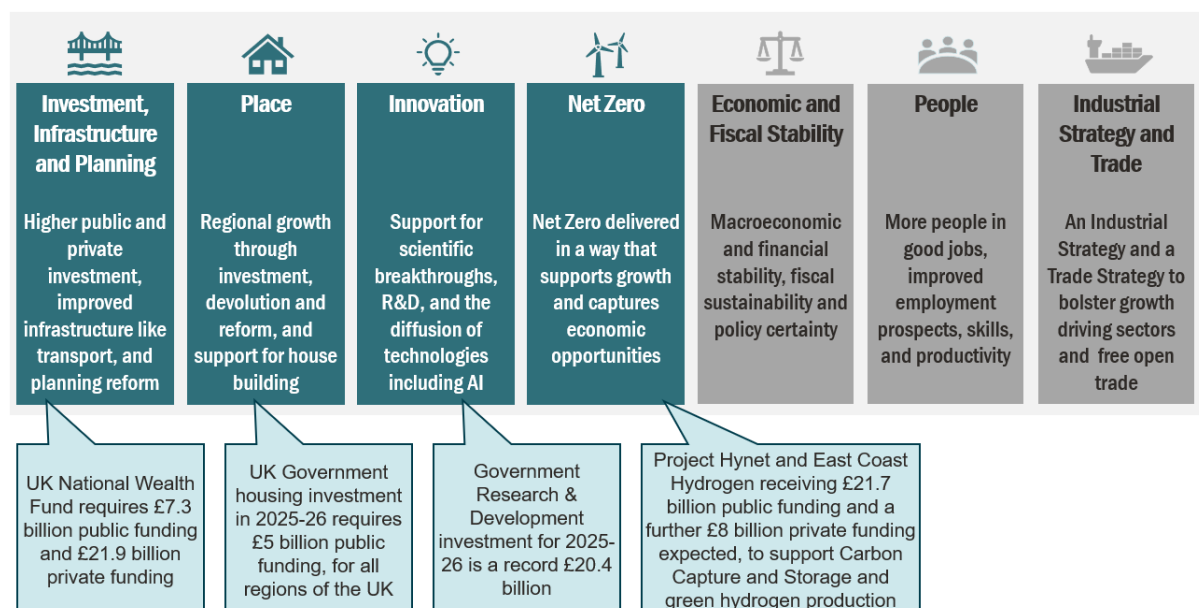 Investment,
Infrastructure
and Planning
Higher public and
private
investment,
improved
infrastructure like
transport, and
planning reform
Place
Regional growth
through
investment,
devolution and
reform, and
support for house
building
Innovation
Support for
scientific
breakthroughs,
R&D, and the
diffusion of
technologies
including AI
Net Zero
Net Zero delivered
in a way that
supports growth
and captures
economic
opportunities
Economic and
Fiscal Stability
Macroeconomic
and financial
stability, fiscal
sustainability and
policy certainty
People
More people in
good jobs,
improved
employment
prospects, skills,
and productivity
Industrial
Strategy and
Trade
An Industrial
Strategy and a
Trade Strategy to
bolster growth
driving sectors
and free open
trade
UK National Wealth
Fund requires £7.3
billion public funding
and £21.9 billion
private funding
UK Government
housing investment
in 2025-26 requires
£5 billion public
funding, for all
regions of the UK
Government
Research &
Development
investment for 2025-
26 is a record £20.4
billion
Project Hynet and East Coast
Hydrogen receiving £21.7
billion public funding and a
further £8 billion private funding
expected, to support Carbon
Capture and Storage and
green hydrogen production